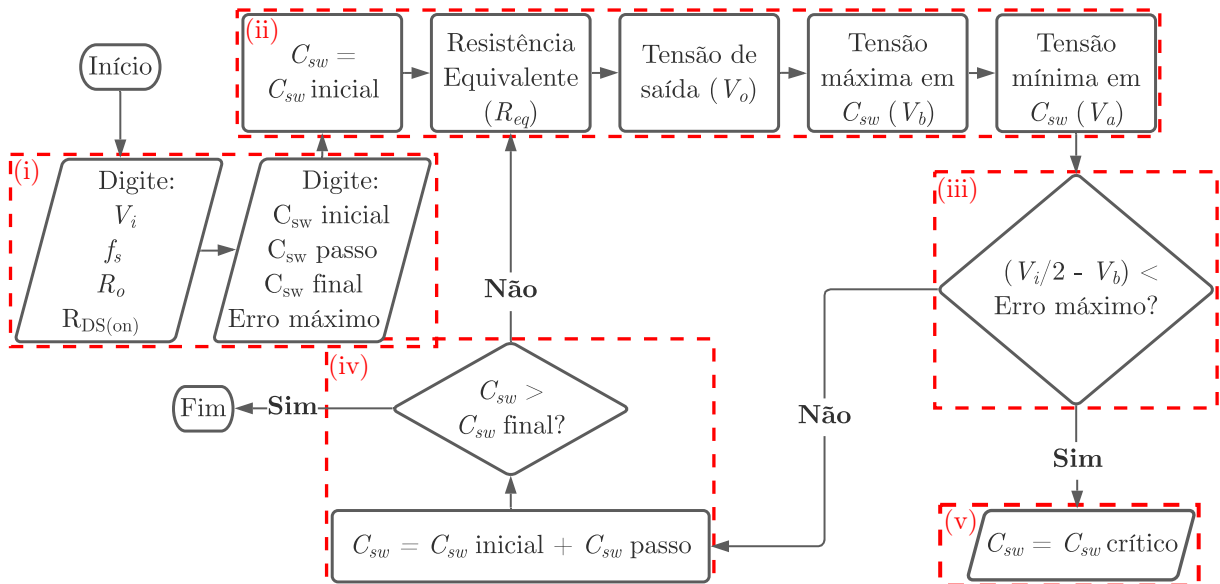 Início
(i)
Digite:
V_i
f_s
R_o
R_DS(on)
Digite:
C_sw inicial
C_sw passo
C_sw final
Erro máximo
(ii)
C_sw =
C_sw inicial
Resistência
Equivalente
(R_eq)
Tensão de
saída (V_o)
Tensão
máxima em
C_sw (V_b)
Tensão
mínima em
C_sw (V_a)
(iii)
(V_i/2 - V_b) <
Erro máximo?
Não
Sim
(iv)
C_sw >
C_sw final?
Não
Sim
Fim
C_sw = C_sw inicial + C_sw passo
(v)
C_sw = C_sw crítico